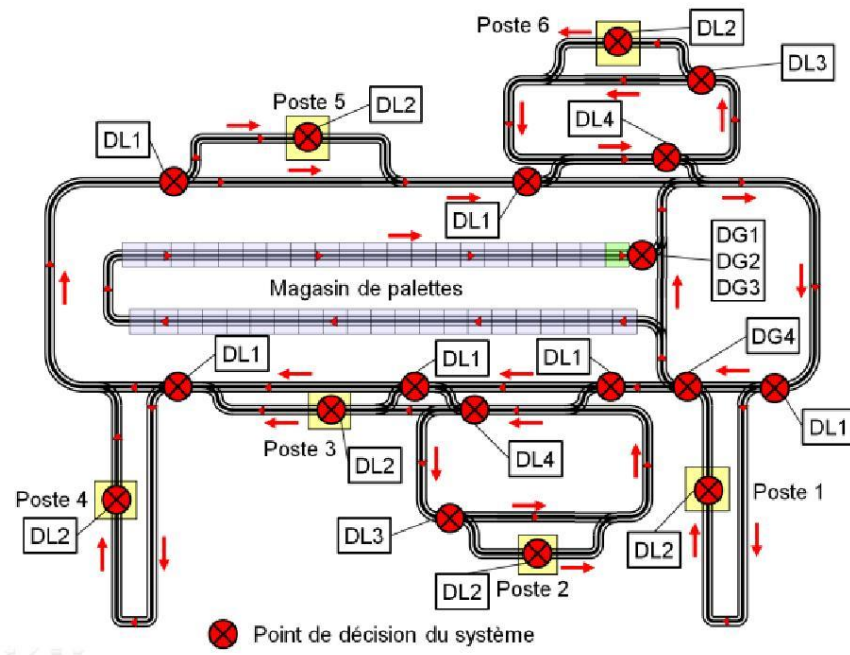 Poste 6
DL2
DL3
Poste 5
DL2
DL1
DL4
DL1
DG1
DG2
DG3
Magasin de palettes
DL1
DL1
DL1
DG4
DL1
Poste 3
DL2
DL4
Poste 4
DL2
DL3
Poste 1
DL2
DL2
Poste 2
Point de décision du système